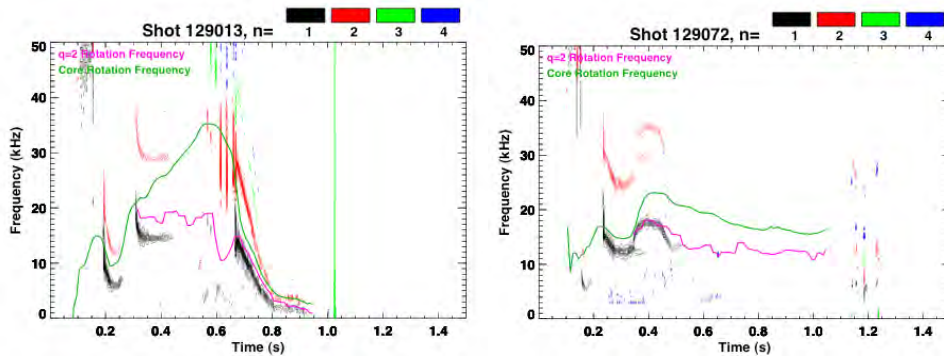 Shot 129013, n= 1 2 3 4
q=2 Rotation Frequency
Core Rotation Frequency
Frequency (kHz)
50
40
30
20
10
0
0.2 0.4 0.6 0.8 1.0 1.2 1.4
Time (s)
Shot 129072, n= 1 2 3 4
q=2 Rotation Frequency
Core Rotation Frequency
Frequency (kHz)
50
40
30
20
10
0
0.2 0.4 0.6 0.8 1.0 1.2 1.4
Time (s)